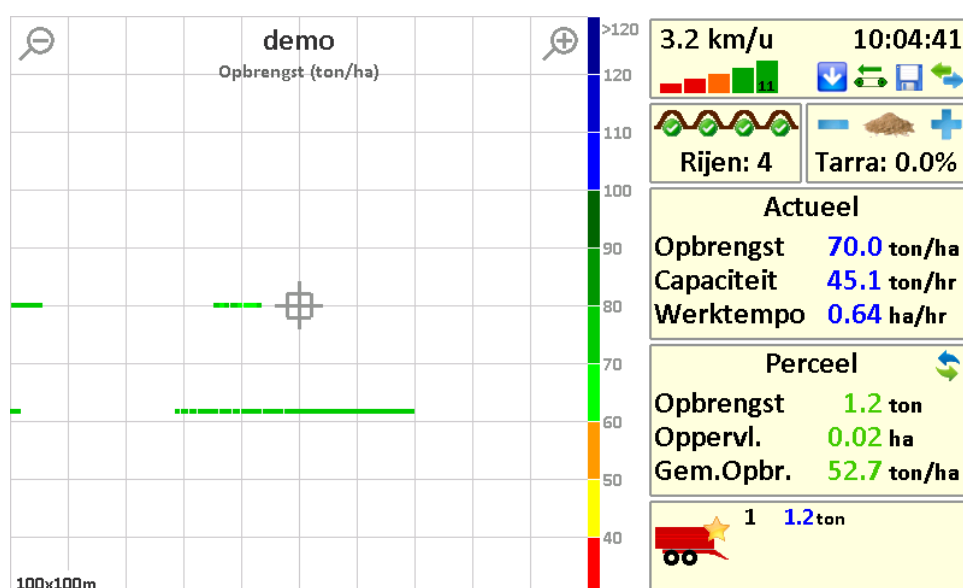 demo
Opbrengst (ton/ha)
>120
120
110
100
90
80
70
60
50
40
100x100m
3.2 km/u 10:04:41
11
Rijen: 4
Tarra: 0.0%
Actueel
Opbrengst 70.0 ton/ha
Capaciteit 45.1 ton/hr
Werktempo 0.64 ha/hr
Perceel
Opbrengst 1.2 ton
Oppervl. 0.02 ha
Gem.Opbr. 52.7 ton/ha
1 1.2 ton